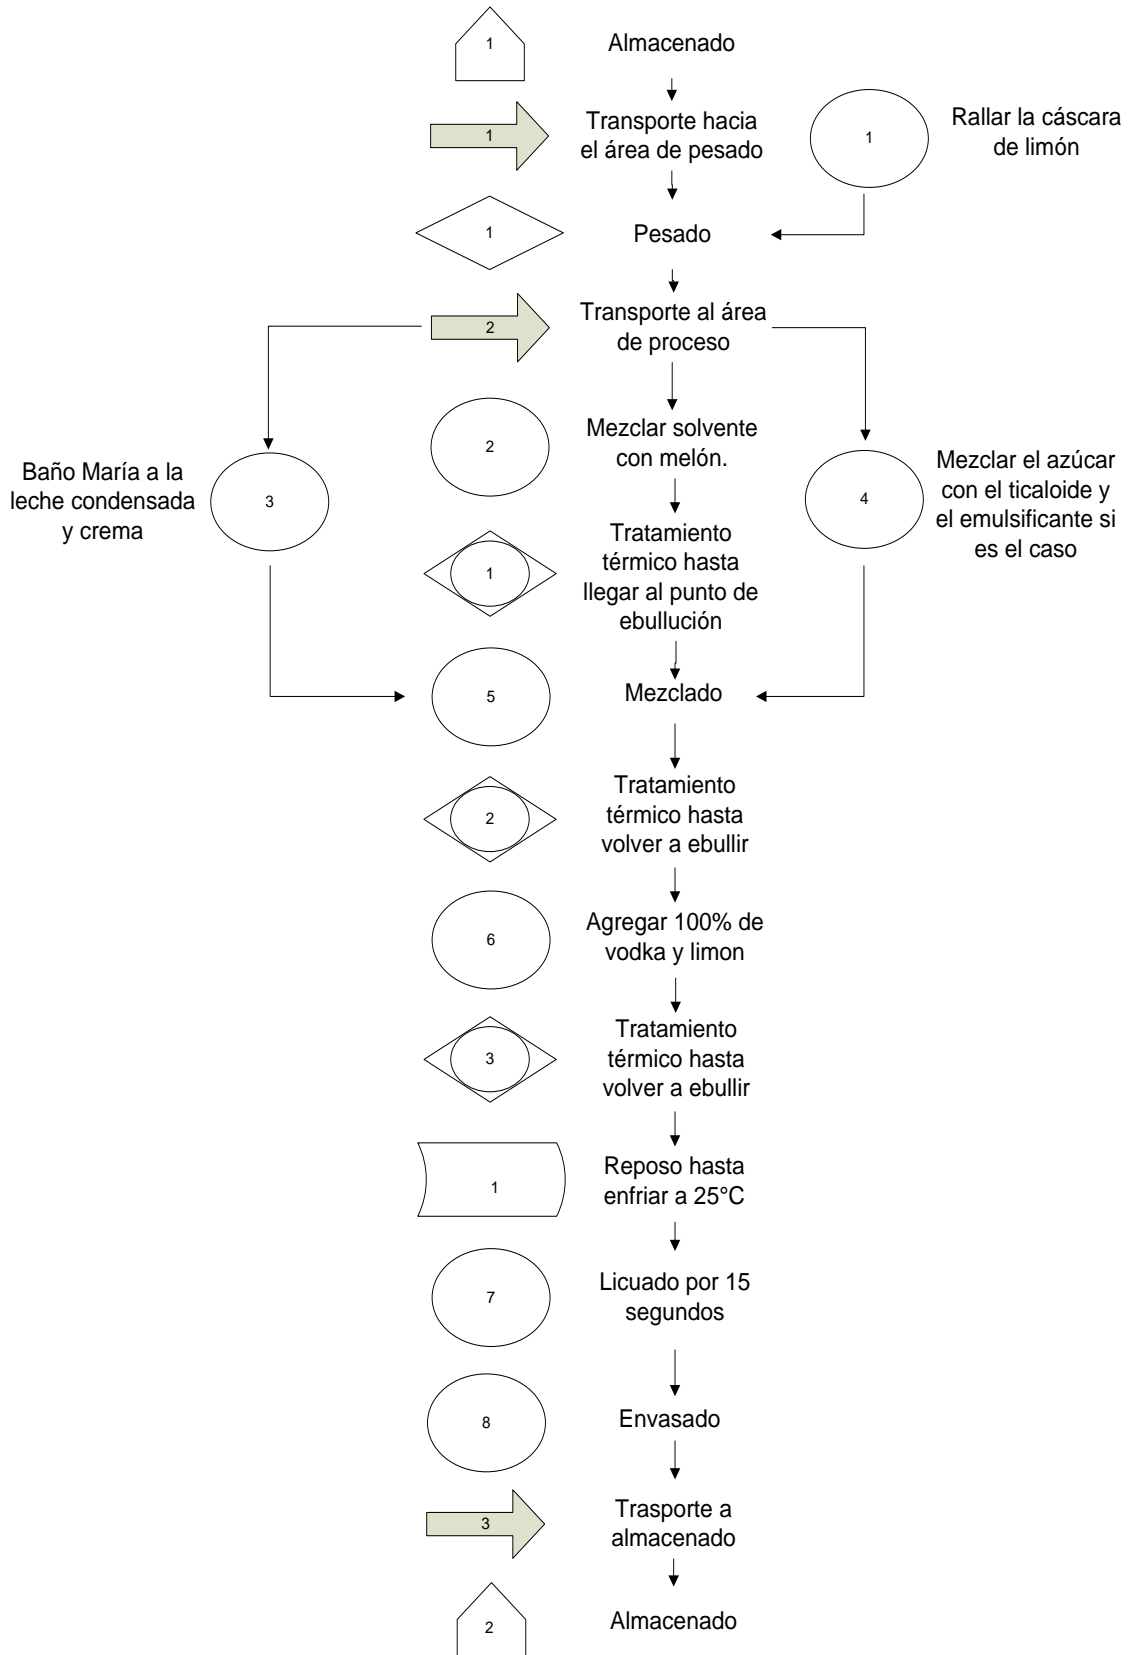 1
Almacenado
1
Transporte hacia
el área de pesado
1
Rallar la cáscara
de limón
1
Pesado
2
Transporte al área
de proceso
2
Mezclar solvente
con melón.
Baño María a la
leche condensada
y crema
3
4
Mezclar el azúcar
con el ticaloide y
el emulsificante si
es el caso
1
Tratamiento
térmico hasta
llegar al punto de
ebullución
5
Mezclado
2
Tratamiento
térmico hasta
volver a ebullir
6
Agregar 100% de
vodka y limon
3
Tratamiento
térmico hasta
volver a ebullir
1
Reposo hasta
enfriar a 25°C
7
Licuado por 15
segundos
8
Envasado
3
Trasporte a
almacenado
2
Almacenado